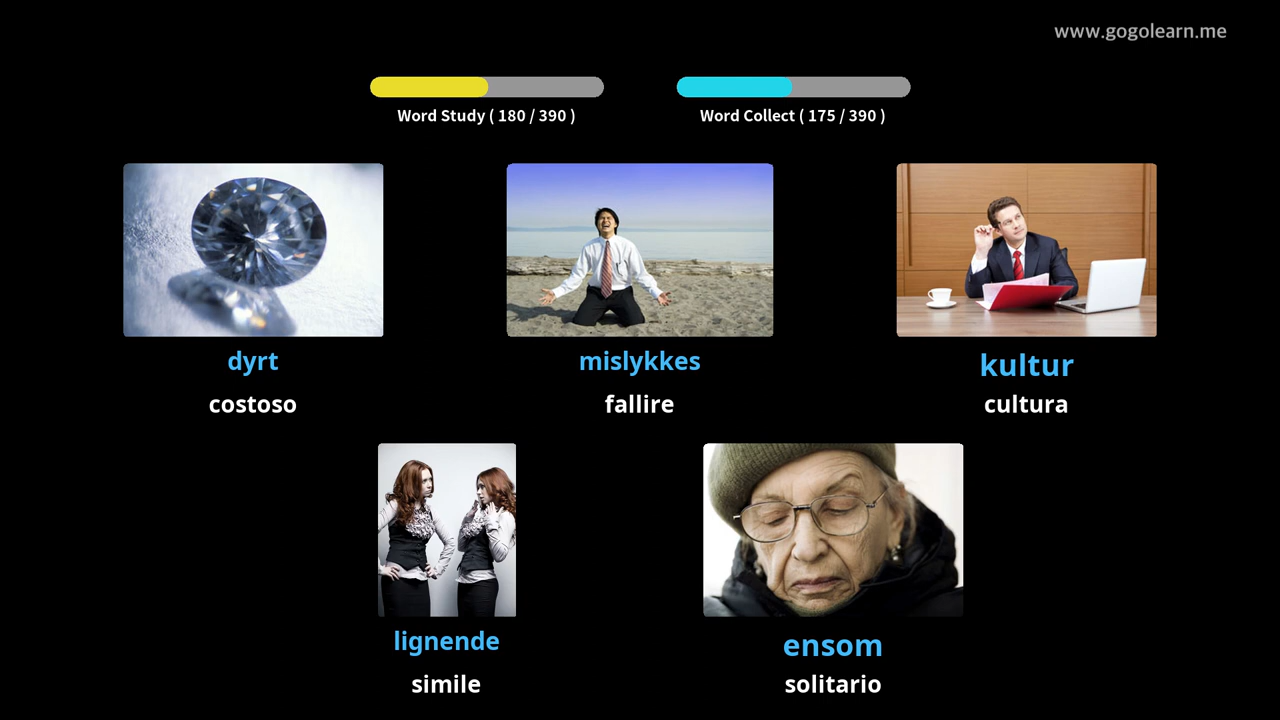 www.gogolearn.me
Word Study ( 180 / 390 )
Word Collect ( 175 / 390 )
dyrt
costoso
mislykkes
fallire
kultur
cultura
lignende
simile
ensom
solitario